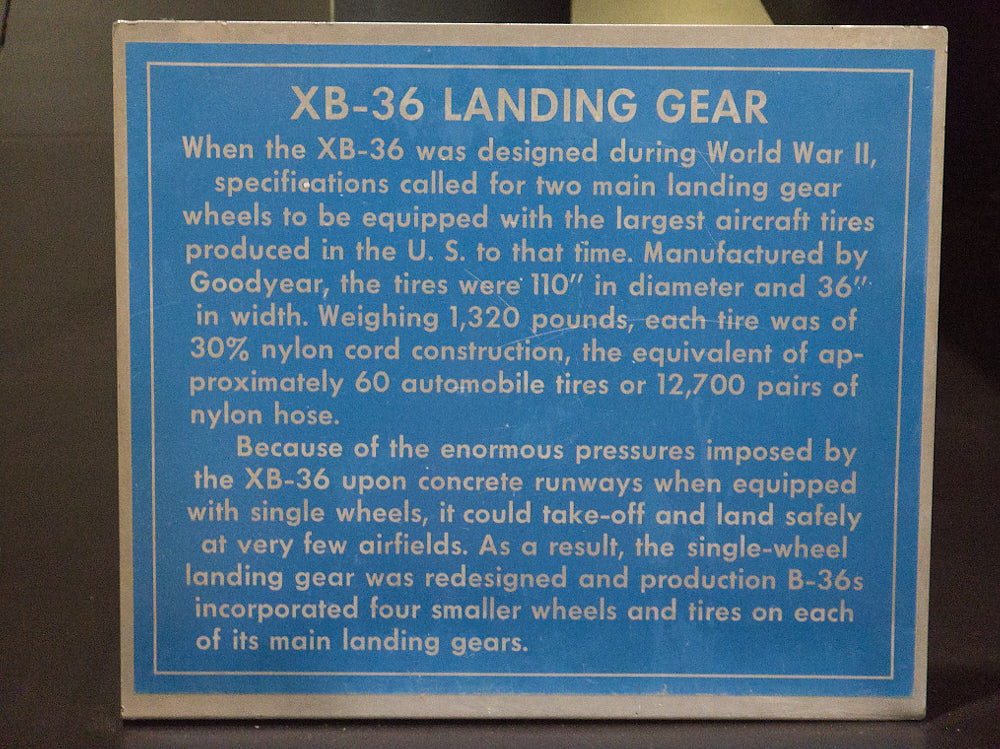 XB-36 LANDING GEAR
When the XB-36 was designed during World War II,
specifications called for two main landing gear
wheels to be equipped with the largest aircraft tires
produced in the U. S. to that time. Manufactured by
Goodyear, the tires were 110" in diameter and 36"
in width. Weighing 1,320 pounds, each tire was of
30% nylon cord construction, the equivalent of ap-
proximately 60 automobile tires or 12,700 pairs of
nylon hose.
Because of the enormous pressures imposed by
the XB-36 upon concrete runways when equipped
with single wheels, it could take-off and land safely
at very few airfields. As a result, the single-wheel
landing gear was redesigned and production B-36s
incorporated four smaller wheels and tires on each
of its main landing gears.